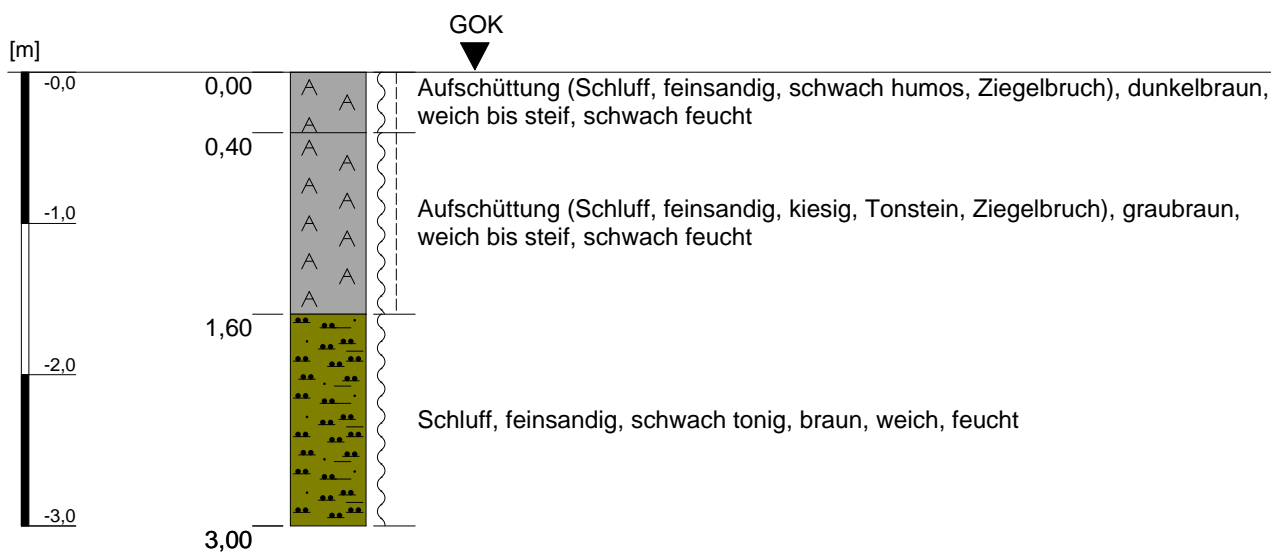 GOK
[m]
-0,0
0,00
Aufschüttung (Schluff, feinsandig, schwach humos, Ziegelbruch), dunkelbraun,
weich bis steif, schwach feucht
0,40
Aufschüttung (Schluff, feinsandig, kiesig, Tonstein, Ziegelbruch), graubraun,
weich bis steif, schwach feucht
-1,0
1,60
-2,0
Schluff, feinsandig, schwach tonig, braun, weich, feucht
-3,0
3,00